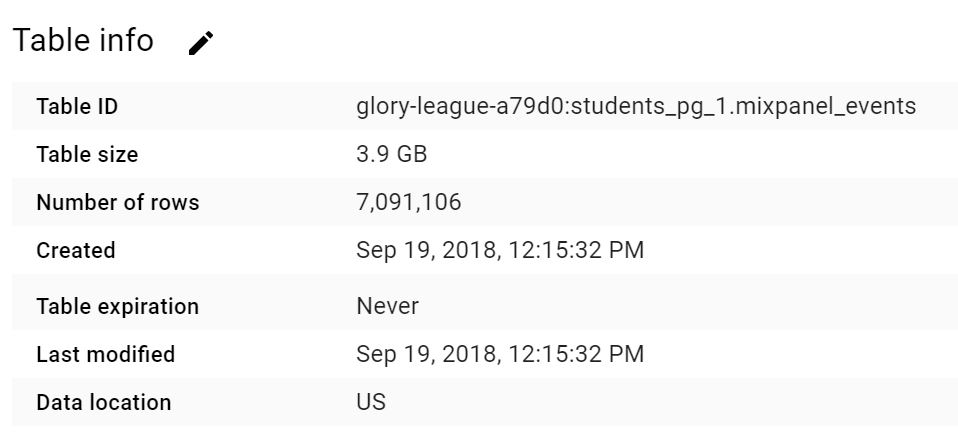 Table info
Table ID glory-league-a79d0:students_pg_1.mixpanel_events
Table size 3.9 GB
Number of rows 7,091,106
Created Sep 19, 2018, 12:15:32 PM
Table expiration Never
Last modified Sep 19, 2018, 12:15:32 PM
Data location US